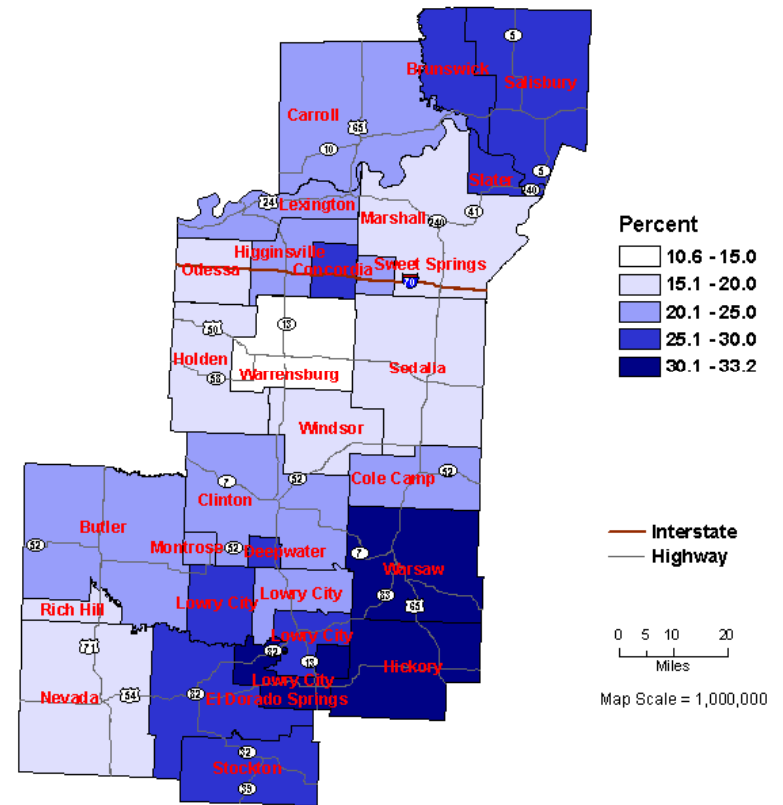 5
Brunswick
Salisbury
Carroll
65
10
5
Slater
240
24
Lexington
Marshall
41
240
Higginsville
Odessa
Concordia
Sweet Springs
70
13
50
Holden
58
Warrensburg
Sedalia
Windsor
7
52
Cole Camp
52
Clinton
Butler
52
Montrose
52
Deepwater
7
Warsaw
Lowry City
Lowry City
83
65
Rich Hill
Lowry City
71
82
13
Hickory
Nevada
54
82
Lowry City
El Dorado Springs
32
Stockton
39
Percent
10.6 - 15.0
15.1 - 20.0
20.1 - 25.0
25.1 - 30.0
30.1 - 33.2
Interstate
Highway
0 5 10 20
Miles
Map Scale = 1,000,000